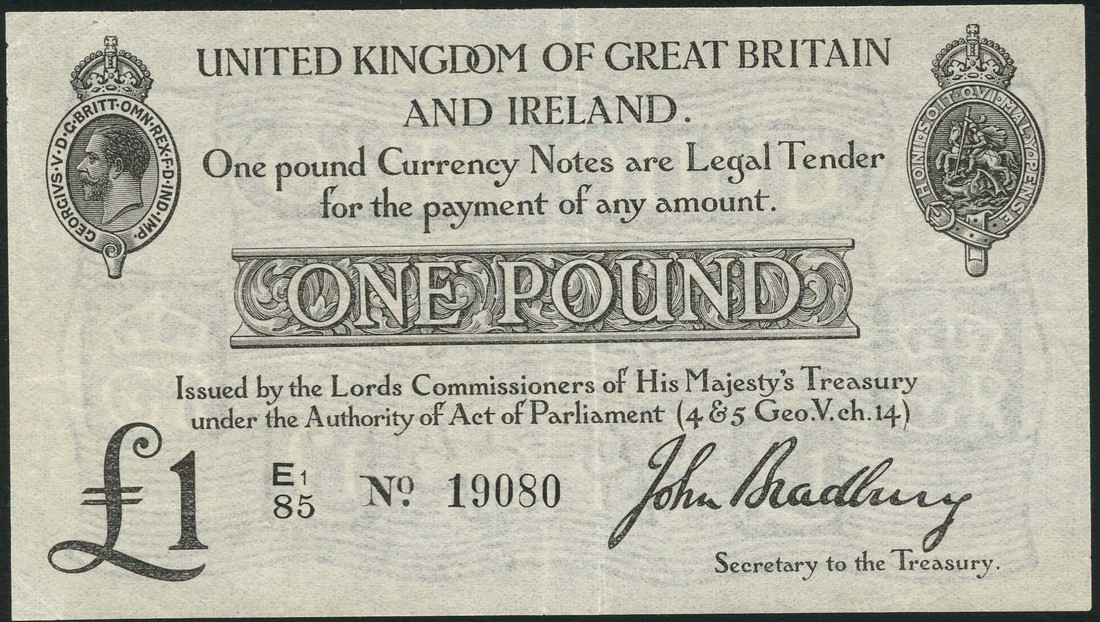 UNITED KINGDOM OF GREAT BRITAIN
AND IRELAND.
GEORGIVS·V·D·G·BRITT·OMN·REX·F·D·IND·IMP.
HONI·SOIT·QVI·MAL·Y·PENSE
One pound Currency Notes are Legal Tender
for the payment of any amount.
ONE POUND
Issued by the Lords Commissioners of His Majesty's Treasury
under the Authority of Act of Parliament (4 & 5 Geo.V.ch.14)
£1
E1
85
No. 19080
John Bradbury
Secretary to the Treasury.